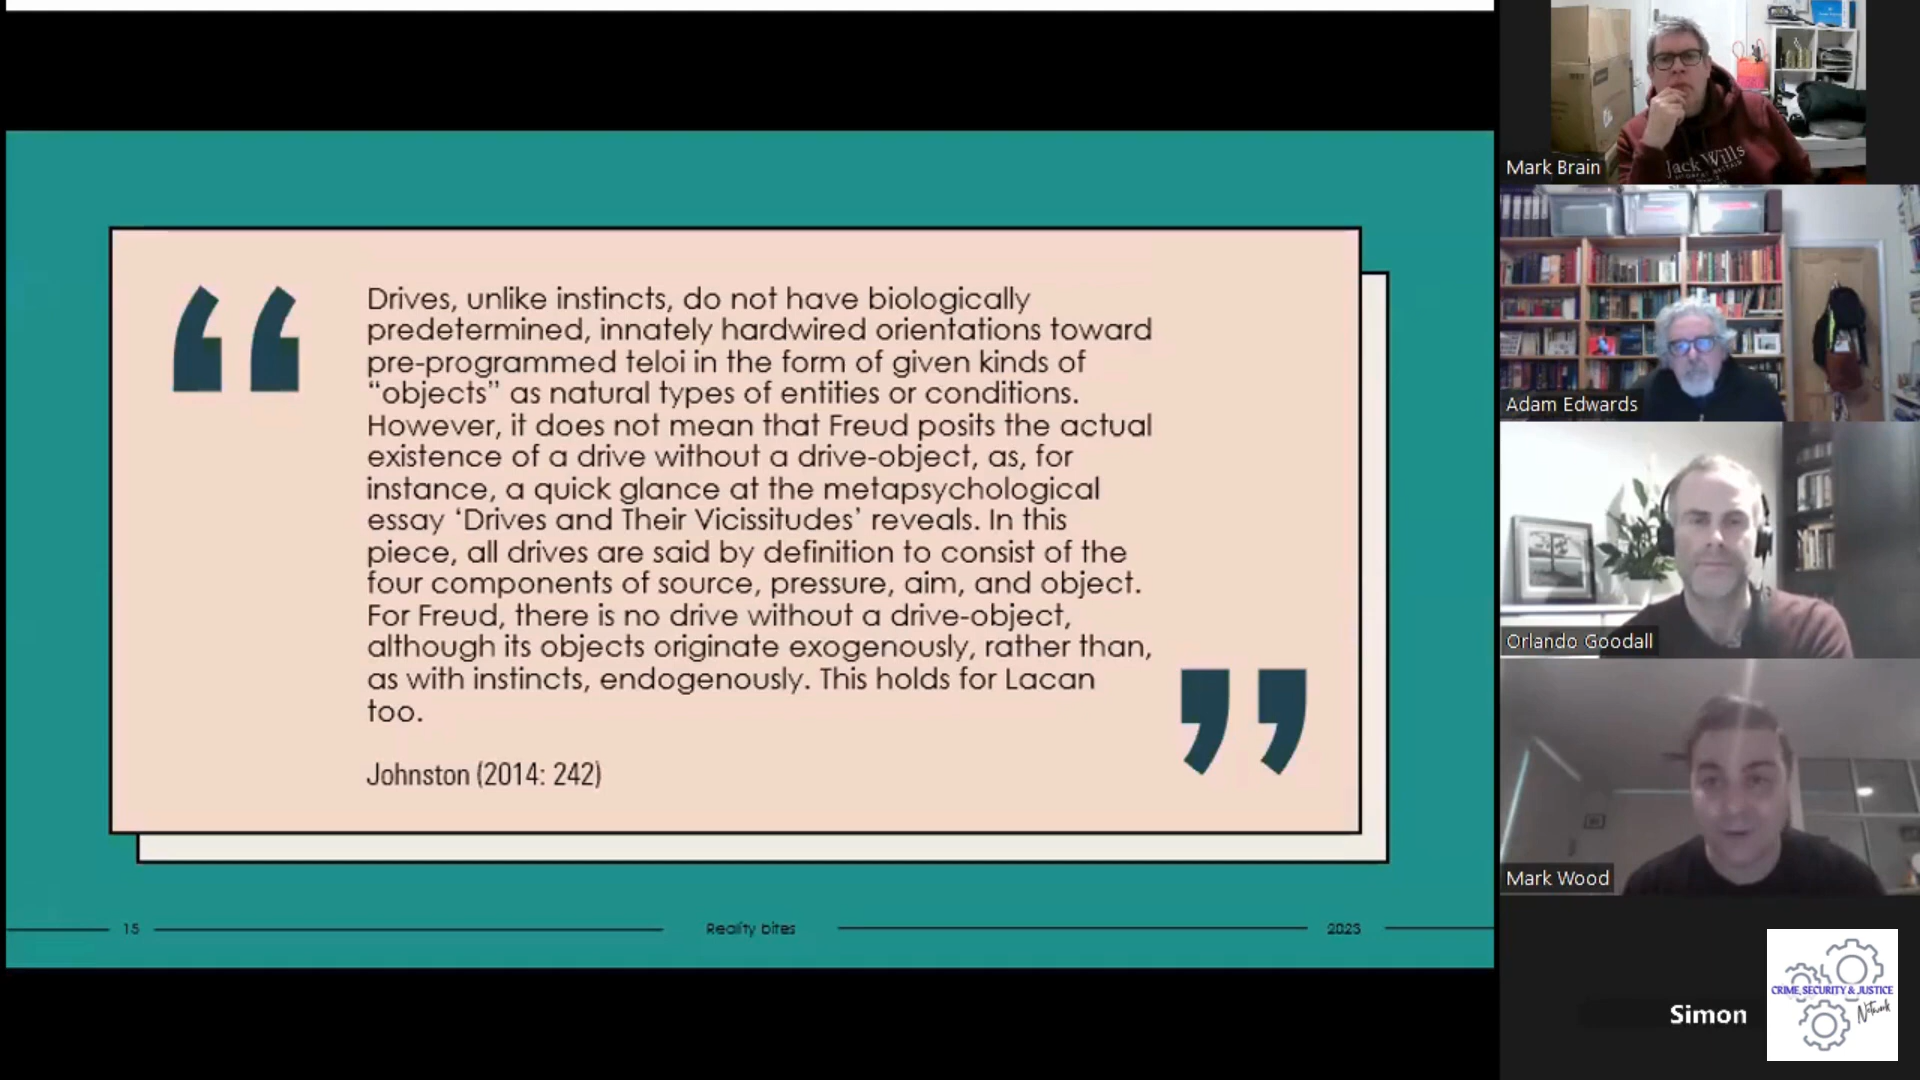 “
Drives, unlike instincts, do not have biologically
predetermined, innately hardwired orientations toward
pre-programmed teloi in the form of given kinds of
“objects” as natural types of entities or conditions.
However, it does not mean that Freud posits the actual
existence of a drive without a drive-object, as, for
instance, a quick glance at the metapsychological
essay ‘Drives and Their Vicissitudes’ reveals. In this
piece, all drives are said by definition to consist of the
four components of source, pressure, aim, and object.
For Freud, there is no drive without a drive-object,
although its objects originate exogenously, rather than,
as with instincts, endogenously. This holds for Lacan
too.
”
Johnston (2014: 242)
15
Reality bites
2023
Jack Wills
Mark Brain
Adam Edwards
Orlando Goodall
Mark Wood
Simon
CRIME, SECURITY & JUSTICE
Network